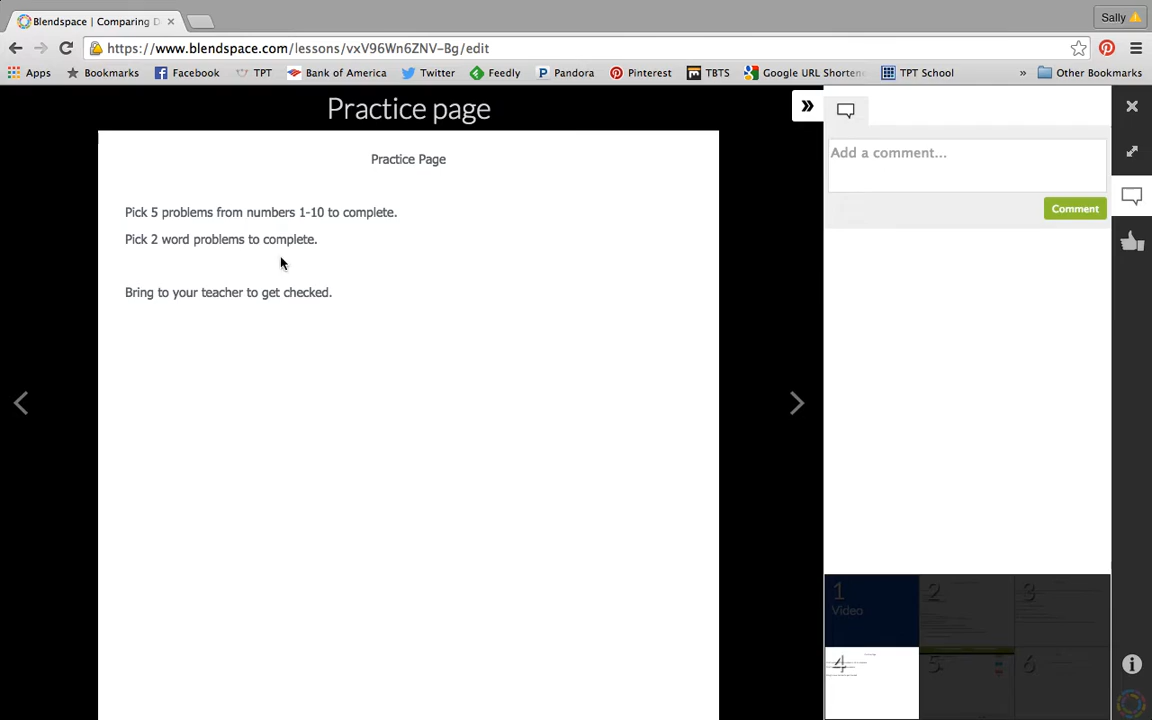 Blendspace | Comparing D
Sally
https://www.blendspace.com/lessons/vxV96Wn6ZNV-Bg/edit
Apps Bookmarks Facebook TPT Bank of America Twitter Feedly Pandora Pinterest TBTS Google URL Shorten TPT School » Other Bookmarks
Practice page
Practice Page
Pick 5 problems from numbers 1-10 to complete.
Pick 2 word problems to complete.
Bring to your teacher to get checked.
Add a comment...
Comment
1 2 3
Video
4 5 6